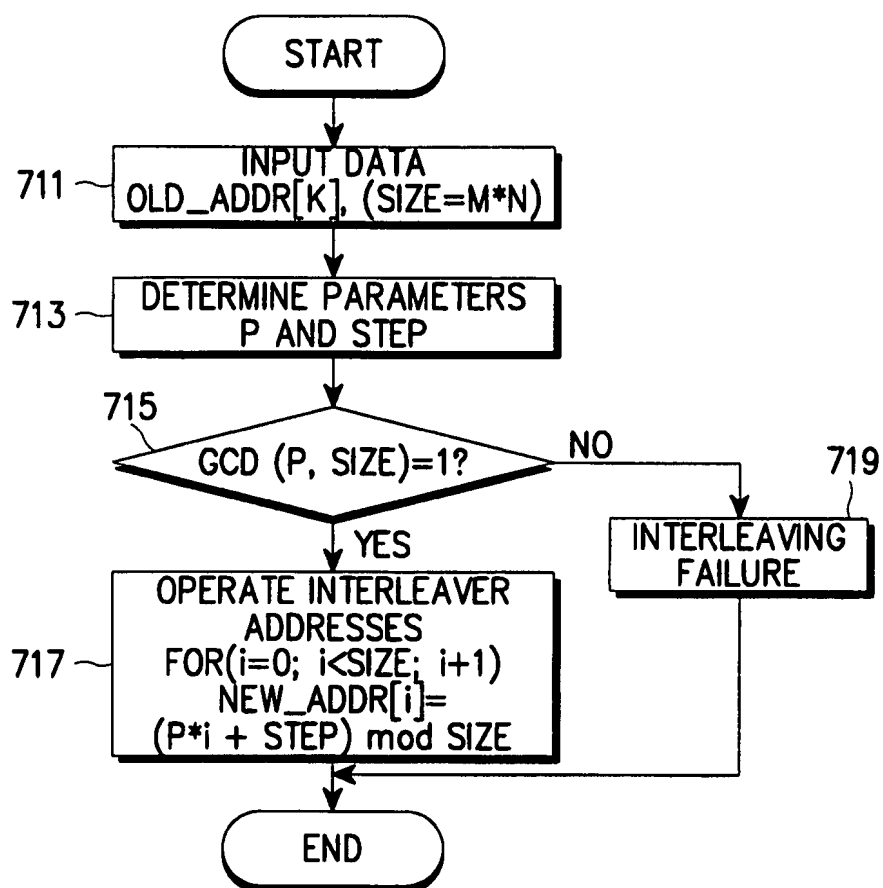 START
711
INPUT DATA
OLD_ADDR[K], (SIZE=M*N)
713
DETERMINE PARAMETERS
P AND STEP
715
GCD (P, SIZE)=1?
NO
719
YES
INTERLEAVING
FAILURE
717
OPERATE INTERLEAVER
ADDRESSES
FOR(i=0; i<SIZE; i+1)
NEW_ADDR[i]=
(P*i + STEP) mod SIZE
END